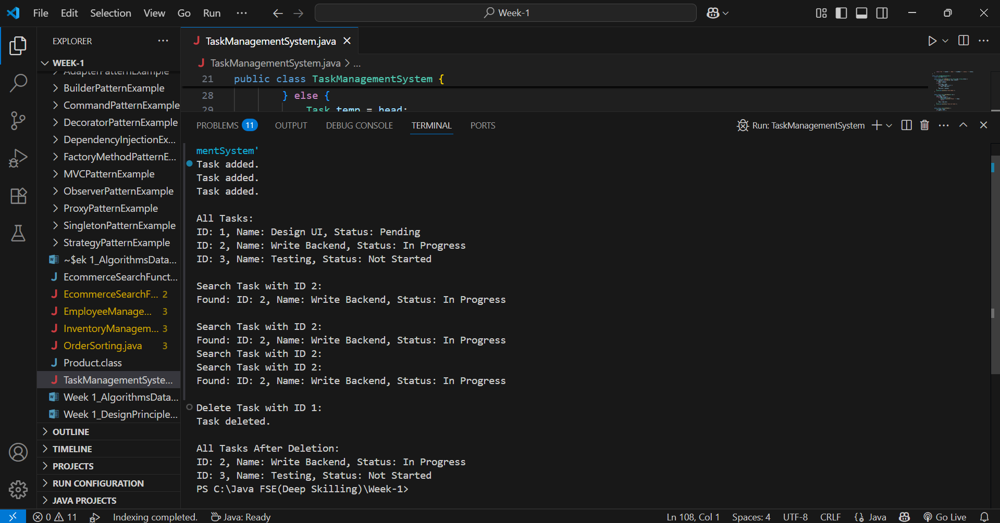 File Edit Selection View Go Run ··· Week-1
EXPLORER ···
WEEK-1
AdapterPatternExample
BuilderPatternExample
CommandPatternExample
DecoratorPatternExample
DependencyInjectionEx...
FactoryMethodPatternE...
MVCPatternExample
ObserverPatternExample
ProxyPatternExample
SingletonPatternExample
StrategyPatternExample
~$ek 1_AlgorithmsData...
EcommerceSearchFunct...
EcommerceSearchF... 2
EmployeeManage... 3
InventoryManagem... 3
OrderSorting.java 3
Product.class
TaskManagementSyste...
Week 1_AlgorithmsData...
Week 1_DesignPrinciple...
OUTLINE
TIMELINE
PROJECTS
RUN CONFIGURATION
JAVA PROJECTS
TaskManagementSystem.java
TaskManagementSystem.java > ...
21 public class TaskManagementSystem {
28 } else {
29 Task temp = head;
PROBLEMS 11 OUTPUT DEBUG CONSOLE TERMINAL PORTS Run: TaskManagementSystem
mentSystem'
Task added.
Task added.
Task added.
All Tasks:
ID: 1, Name: Design UI, Status: Pending
ID: 2, Name: Write Backend, Status: In Progress
ID: 3, Name: Testing, Status: Not Started
Search Task with ID 2:
Found: ID: 2, Name: Write Backend, Status: In Progress
Search Task with ID 2:
Found: ID: 2, Name: Write Backend, Status: In Progress
Search Task with ID 2:
Search Task with ID 2:
Found: ID: 2, Name: Write Backend, Status: In Progress
Delete Task with ID 1:
Task deleted.
All Tasks After Deletion:
ID: 2, Name: Write Backend, Status: In Progress
ID: 3, Name: Testing, Status: Not Started
PS C:\Java FSE(Deep Skilling)\Week-1>
0 11 Indexing completed. Java: Ready Ln 108, Col 1 Spaces: 4 UTF-8 CRLF {} Java Go Live